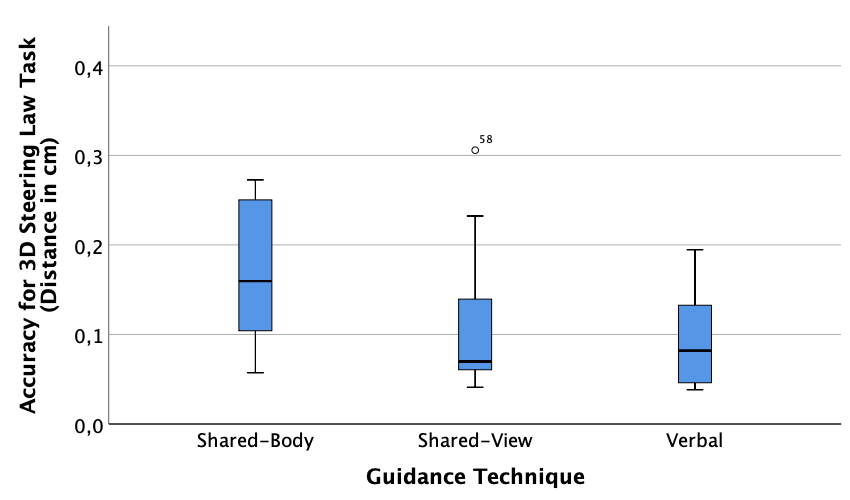 Accuracy for 3D Steering Law Task
(Distance in cm)
0,4
0,3
0,2
0,1
0,0
58
Shared-Body
Shared-View
Verbal
Guidance Technique